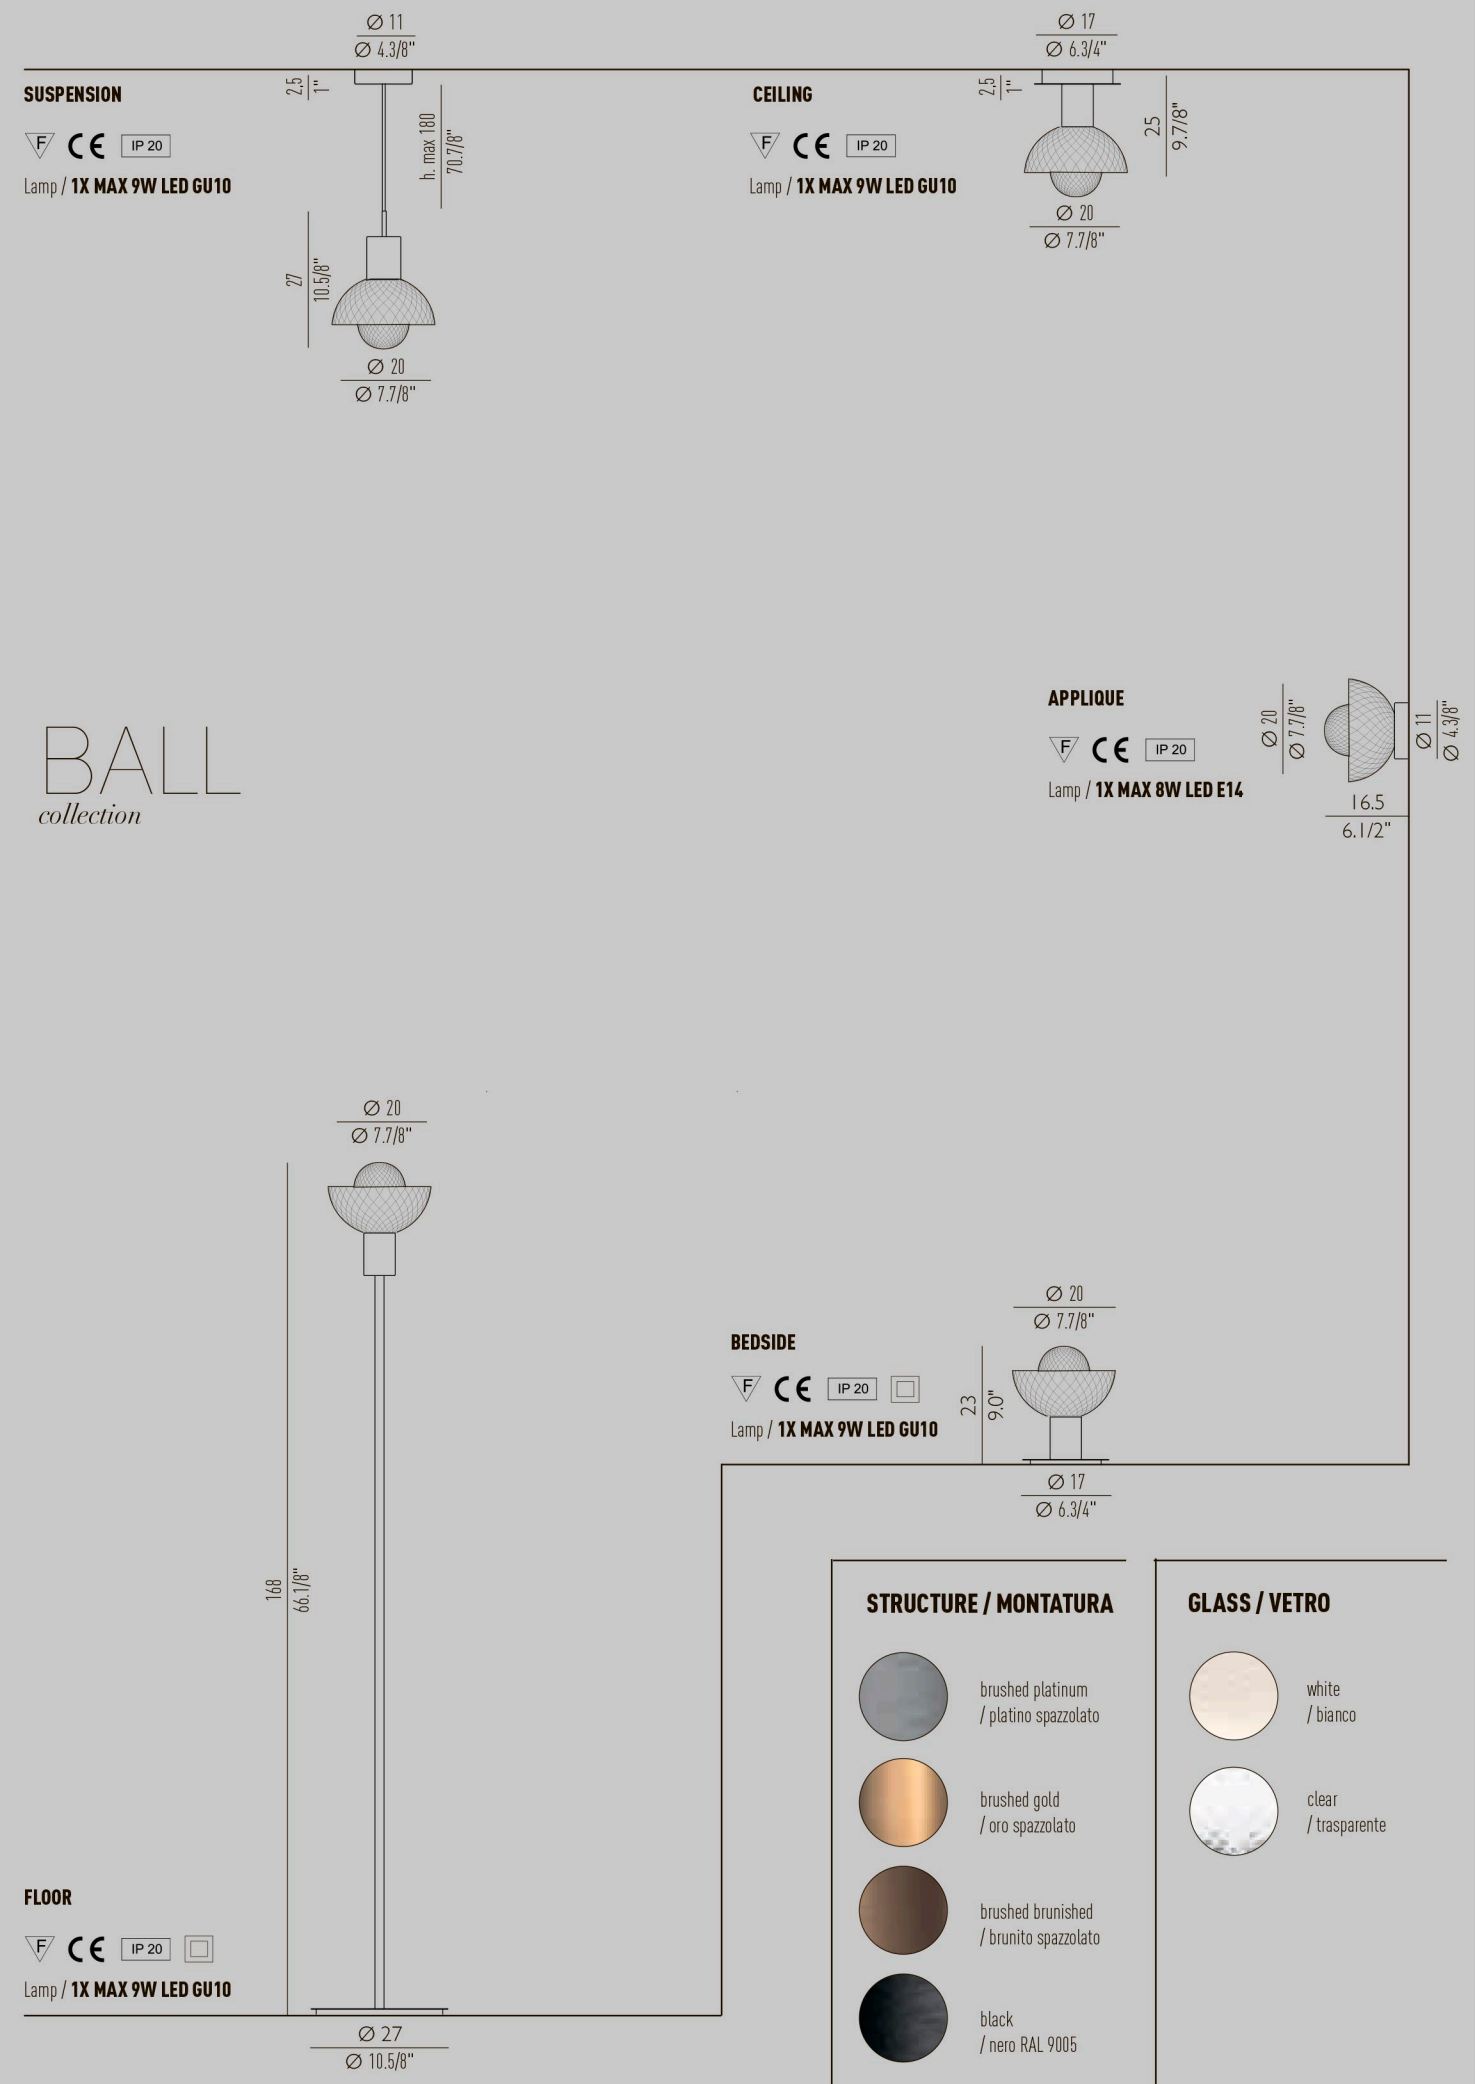 Ø 11
Ø 4.3/8"
SUSPENSION
2,5
1"
F CE IP 20
h. max 180
70.7/8"
Lamp / 1X MAX 9W LED GU10
27
10.5/8"
Ø 20
Ø 7.7/8"
Ø 17
Ø 6.3/4"
CEILING
2,5
1"
F CE IP 20
25
9.7/8"
Lamp / 1X MAX 9W LED GU10
Ø 20
Ø 7.7/8"
APPLIQUE
F CE IP 20
Lamp / 1X MAX 8W LED E14
Ø 20
Ø 7.7/8"
Ø 11
Ø 4.3/8"
16.5
6.1/2"
BALL
collection
Ø 20
Ø 7.7/8"
168
66.1/8"
FLOOR
F CE IP 20
Lamp / 1X MAX 9W LED GU10
Ø 27
Ø 10.5/8"
Ø 20
Ø 7.7/8"
BEDSIDE
F CE IP 20
Lamp / 1X MAX 9W LED GU10
23
9.0"
Ø 17
Ø 6.3/4"
STRUCTURE / MONTATURA
brushed platinum
/ platino spazzolato
brushed gold
/ oro spazzolato
brushed brunished
/ brunito spazzolato
black
/ nero RAL 9005
GLASS / VETRO
white
/ bianco
clear
/ trasparente